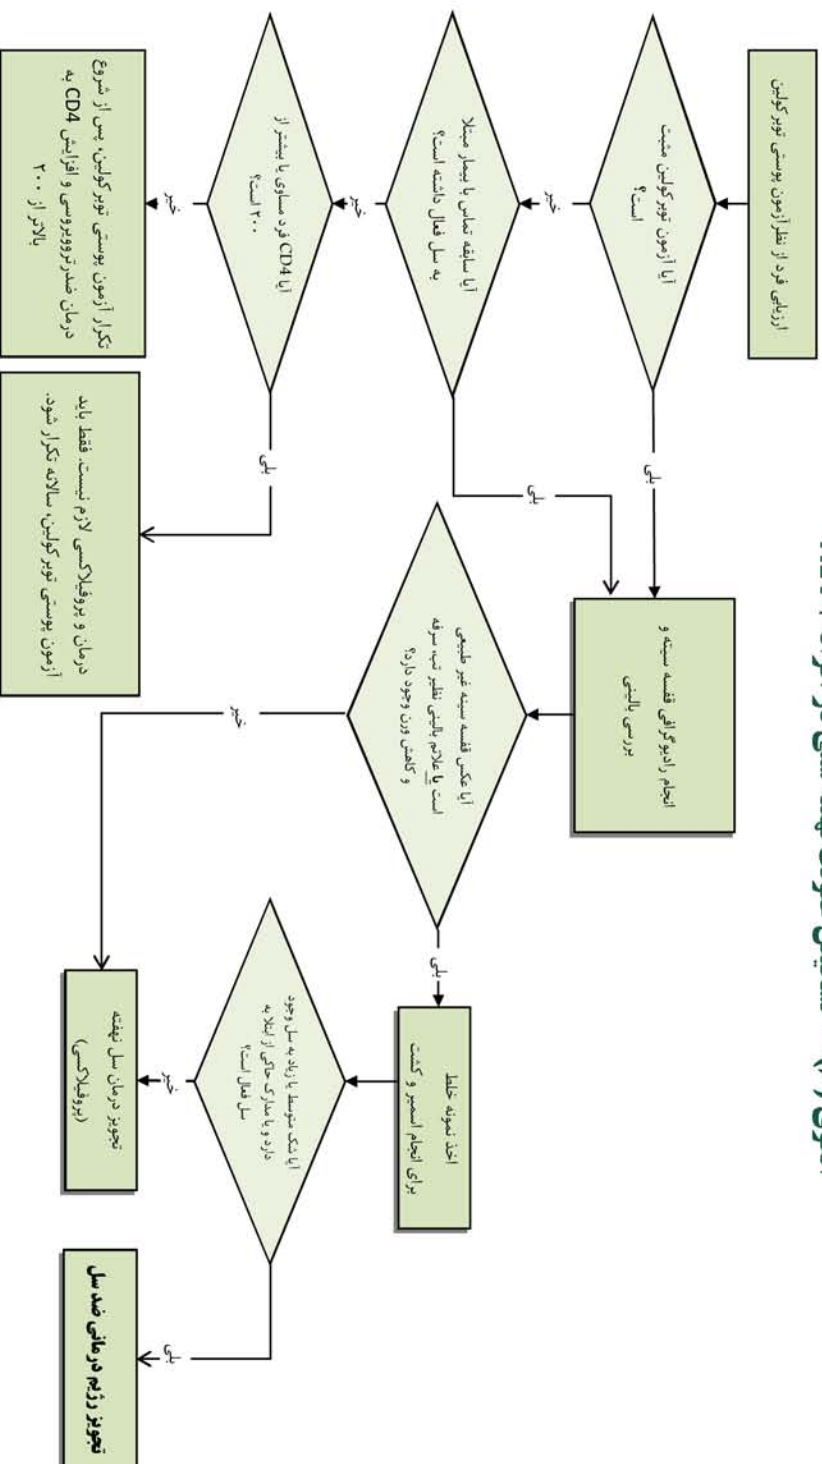 ارزیابی فرد از نظر آزمون پوستی توبرکولین
آیا آزمون توبرکولین مثبت
است؟
خیر
بلی
آیا سابقه تماس با بیمار مبتلا
به سل فعال داشته است؟
خیر
بلی
آیا CD4 فرد مساوی یا بیشتر از
۲۰۰ است؟
خیر
بلی
تکرار آزمون پوستی توبرکولین، پس از شروع
درمان ضدرتروویروسی و افزایش CD4 به
بالاتر از ۲۰۰
درمان و پروفیلاکسی لازم نیست. فقط باید
آزمون پوستی توبرکولین، سالانه تکرار شود.
انجام رادیوگرافی قفسه سینه و
بررسی بالینی
آیا عکس قفسه سینه غیر طبیعی
است یا علائم بالینی نظیر تب، سرفه
و کاهش وزن وجود دارد؟
خیر
بلی
اخذ نمونه خلط
برای انجام اسمیر و کشت
آیا شک متوسط یا زیاد به سل وجود
دارد و یا مدارک حاکی از ابتلا به
سل فعال است؟
خیر
بلی
تجویز درمان سل نهفته
(پروفیلاکسی)
تجویز رژیم درمانی ضد سل